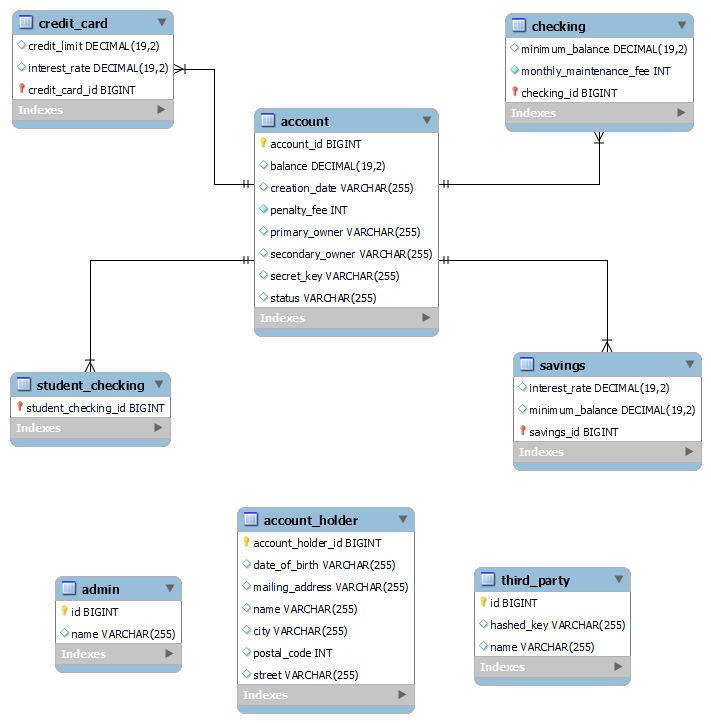 credit_card
credit_limit DECIMAL(19,2)
interest_rate DECIMAL(19,2)
credit_card_id BIGINT
Indexes
checking
minimum_balance DECIMAL(19,2)
monthly_maintenance_fee INT
checking_id BIGINT
Indexes
account
account_id BIGINT
balance DECIMAL(19,2)
creation_date VARCHAR(255)
penalty_fee INT
primary_owner VARCHAR(255)
secondary_owner VARCHAR(255)
secret_key VARCHAR(255)
status VARCHAR(255)
Indexes
student_checking
student_checking_id BIGINT
Indexes
savings
interest_rate DECIMAL(19,2)
minimum_balance DECIMAL(19,2)
savings_id BIGINT
Indexes
admin
id BIGINT
name VARCHAR(255)
Indexes
account_holder
account_holder_id BIGINT
date_of_birth VARCHAR(255)
mailing_address VARCHAR(255)
name VARCHAR(255)
city VARCHAR(255)
postal_code INT
street VARCHAR(255)
Indexes
third_party
id BIGINT
hashed_key VARCHAR(255)
name VARCHAR(255)
Indexes